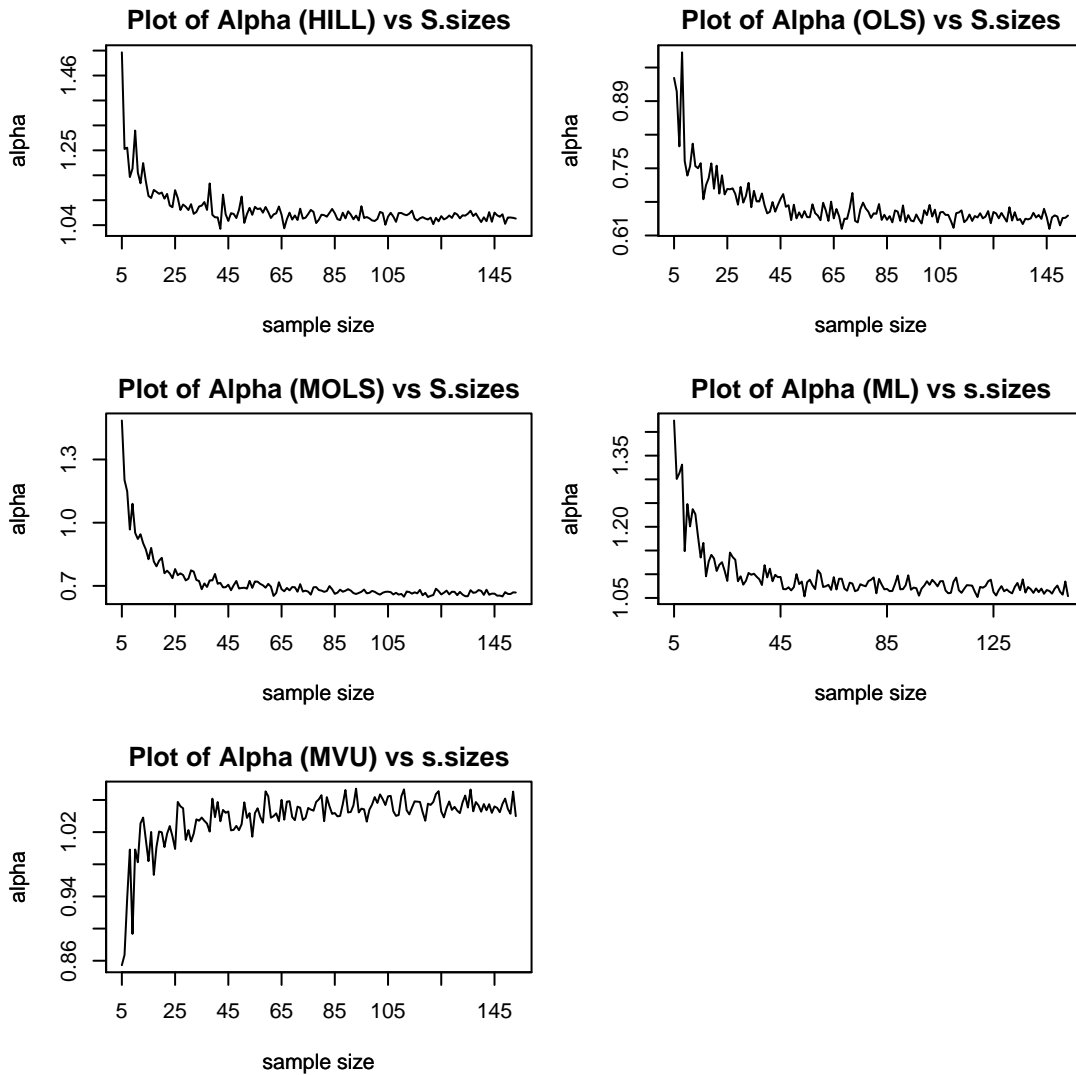 Plot of Alpha (HILL) vs S.sizes
alpha
1.04 1.25 1.46
5 25 45 65 85 105 145
sample size
Plot of Alpha (OLS) vs S.sizes
alpha
0.61 0.75 0.89
5 25 45 65 85 105 145
sample size
Plot of Alpha (MOLS) vs S.sizes
alpha
0.7 1.0 1.3
5 25 45 65 85 105 145
sample size
Plot of Alpha (ML) vs s.sizes
alpha
1.05 1.20 1.35
5 45 85 125
sample size
Plot of Alpha (MVU) vs s.sizes
alpha
0.86 0.94 1.02
5 25 45 65 85 105 145
sample size